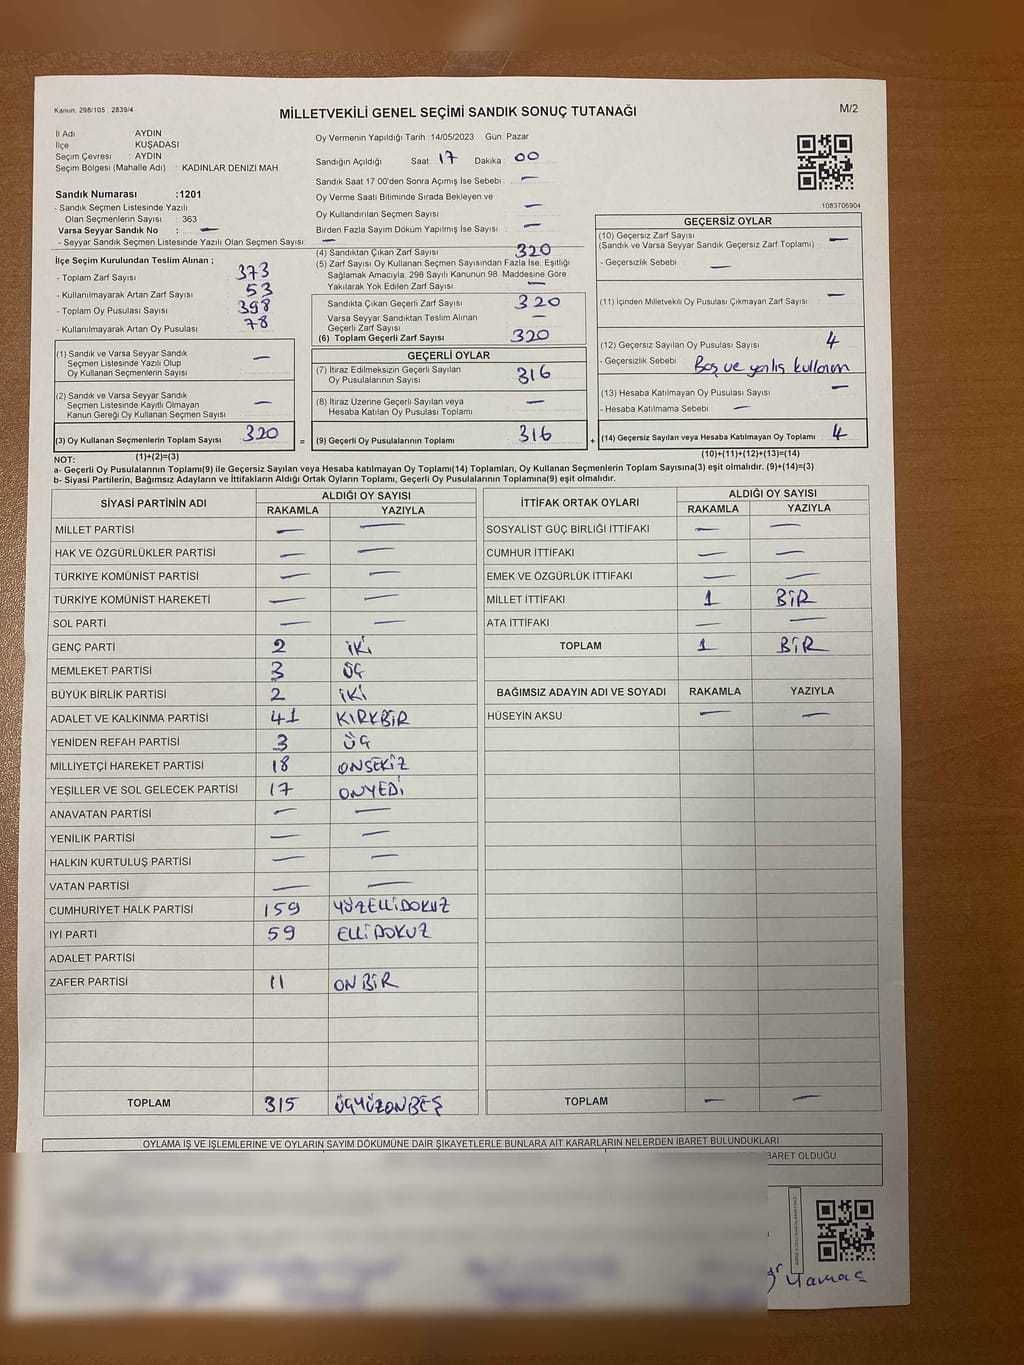 Kanun: 298/105 , 2839/4
MİLLETVEKİLİ GENEL SEÇİMİ SANDIK SONUÇ TUTANAĞI
M/2
İl Adı AYDIN
İlçe KUŞADASI
Seçim Çevresi : AYDIN
Seçim Bölgesi (Mahalle Adı) : KADINLAR DENİZİ MAH
Sandık Numarası :1201
- Sandık Seçmen Listesinde Yazılı
Olan Seçmenlerin Sayısı : 363
Varsa Seyyar Sandık No : —
- Seyyar Sandık Seçmen Listesinde Yazılı Olan Seçmen Sayısı: —
İlçe Seçim Kurulundan Teslim Alınan ;
- Toplam Zarf Sayısı 373
- Kullanılmayarak Artan Zarf Sayısı 53
- Toplam Oy Pusulası Sayısı 398
- Kullanılmayarak Artan Oy Pusulası 78
(1) Sandık ve Varsa Seyyar Sandık
Seçmen Listesinde Yazılı Olup
Oy Kullanan Seçmenlerin Sayısı —
(2) Sandık ve Varsa Seyyar Sandık
Seçmen Listesinde Kayıtlı Olmayan
Kanun Gereği Oy Kullanan Seçmen Sayısı —
(3) Oy Kullanan Seçmenlerin Toplam Sayısı 320
Oy Vermenin Yapıldığı Tarih :14/05/2023 Gün: Pazar
Sandığın Açıldığı Saat 17 Dakika 00
Sandık Saat 17.00'den Sonra Açımış İse Sebebi : —
Oy Verme Saati Bitiminde Sırada Bekleyen ve
Oy Kullandırılan Seçmen Sayısı —
Birden Fazla Sayım Döküm Yapılmış İse Sayısı : —
(4) Sandıktan Çıkan Zarf Sayısı 320
(5) Zarf Sayısı Oy Kullanan Seçmen Sayısından Fazla İse, Eşitliği
Sağlamak Amacıyla, 298 Sayılı Kanunun 98. Maddesine Göre
Yakılarak Yok Edilen Zarf Sayısı —
Sandıkta Çıkan Geçerli Zarf Sayısı 320
Varsa Seyyar Sandıktan Teslim Alınan
Geçerli Zarf Sayısı —
(6) Toplam Geçerli Zarf Sayısı 320
GEÇERLİ OYLAR
(7) İtiraz Edilmeksizin Geçerli Sayılan
Oy Pusulalarının Sayısı 316
(8) İtiraz Üzerine Geçerli Sayılan veya
Hesaba Katılan Oy Pusulası Toplamı —
= (9) Geçerli Oy Pusulalarının Toplamı 316
1083706904
GEÇERSİZ OYLAR
(10) Geçersiz Zarf Sayısı —
(Sandık ve Varsa Seyyar Sandık Geçersiz Zarf Toplamı)
- Geçersizlik Sebebi —
(11) İçinden Milletvekili Oy Pusulası Çıkmayan Zarf Sayısı —
(12) Geçersiz Sayılan Oy Pusulası Sayısı 4
- Geçersizlik Sebebi Boş ve yanlış kullanım
(13) Hesaba Katılmayan Oy Pusulası Sayısı —
- Hesaba Katılmama Sebebi —
+ (14) Geçersiz Sayılan veya Hesaba Katılmayan Oy Toplamı 4
NOT: (1)+(2)=(3) (10)+(11)+(12)+(13)=(14)
a- Geçerli Oy Pusulalarının Toplamı(9) ile Geçersiz Sayılan veya Hesaba katılmayan Oy Toplamı(14) Toplamları, Oy Kullanan Seçmenlerin Toplam Sayısına(3) eşit olmalıdır. (9)+(14)=(3)
b- Siyasi Partilerin, Bağımsız Adayların ve İttifakların Aldığı Ortak Oyların Toplamı, Geçerli Oy Pusulalarının Toplamına(9) eşit olmalıdır.
SİYASİ PARTİNİN ADI ALDIĞI OY SAYISI
RAKAMLA YAZIYLA
MİLLET PARTİSİ — —
HAK VE ÖZGÜRLÜKLER PARTİSİ — —
TÜRKİYE KOMÜNİST PARTİSİ — —
TÜRKİYE KOMÜNİST HAREKETİ — —
SOL PARTİ — —
GENÇ PARTİ 2 İKİ
MEMLEKET PARTİSİ 3 ÜÇ
BÜYÜK BİRLİK PARTİSİ 2 İKİ
ADALET VE KALKINMA PARTİSİ 41 KIRKBİR
YENİDEN REFAH PARTİSİ 3 ÜÇ
MİLLİYETÇİ HAREKET PARTİSİ 18 ONSEKİZ
YEŞİLLER VE SOL GELECEK PARTİSİ 17 ONYEDİ
ANAVATAN PARTİSİ — —
YENİLİK PARTİSİ — —
HALKIN KURTULUŞ PARTİSİ — —
VATAN PARTİSİ — —
CUMHURİYET HALK PARTİSİ 159 YÜZELLİDOKUZ
İYİ PARTİ 59 ELLİDOKUZ
ADALET PARTİSİ
ZAFER PARTİSİ 11 ONBİR
TOPLAM 315 ÜÇYÜZONBEŞ
İTTİFAK ORTAK OYLARI ALDIĞI OY SAYISI
RAKAMLA YAZIYLA
SOSYALİST GÜÇ BİRLİĞİ İTTİFAKI — —
CUMHUR İTTİFAKI — —
EMEK VE ÖZGÜRLÜK İTTİFAKI — —
MİLLET İTTİFAKI 1 BİR
ATA İTTİFAKI — —
TOPLAM 1 BİR
BAĞIMSIZ ADAYIN ADI VE SOYADI RAKAMLA YAZIYLA
HÜSEYİN AKSU — —
TOPLAM — —
OYLAMA İŞ VE İŞLEMLERİNE VE OYLARIN SAYIM DÖKÜMÜNE DAİR ŞİKAYETLERLE BUNLARA AİT KARARLARIN NELERDEN İBARET BULUNDUKLARI
BARET OLDUĞU
Yamaç